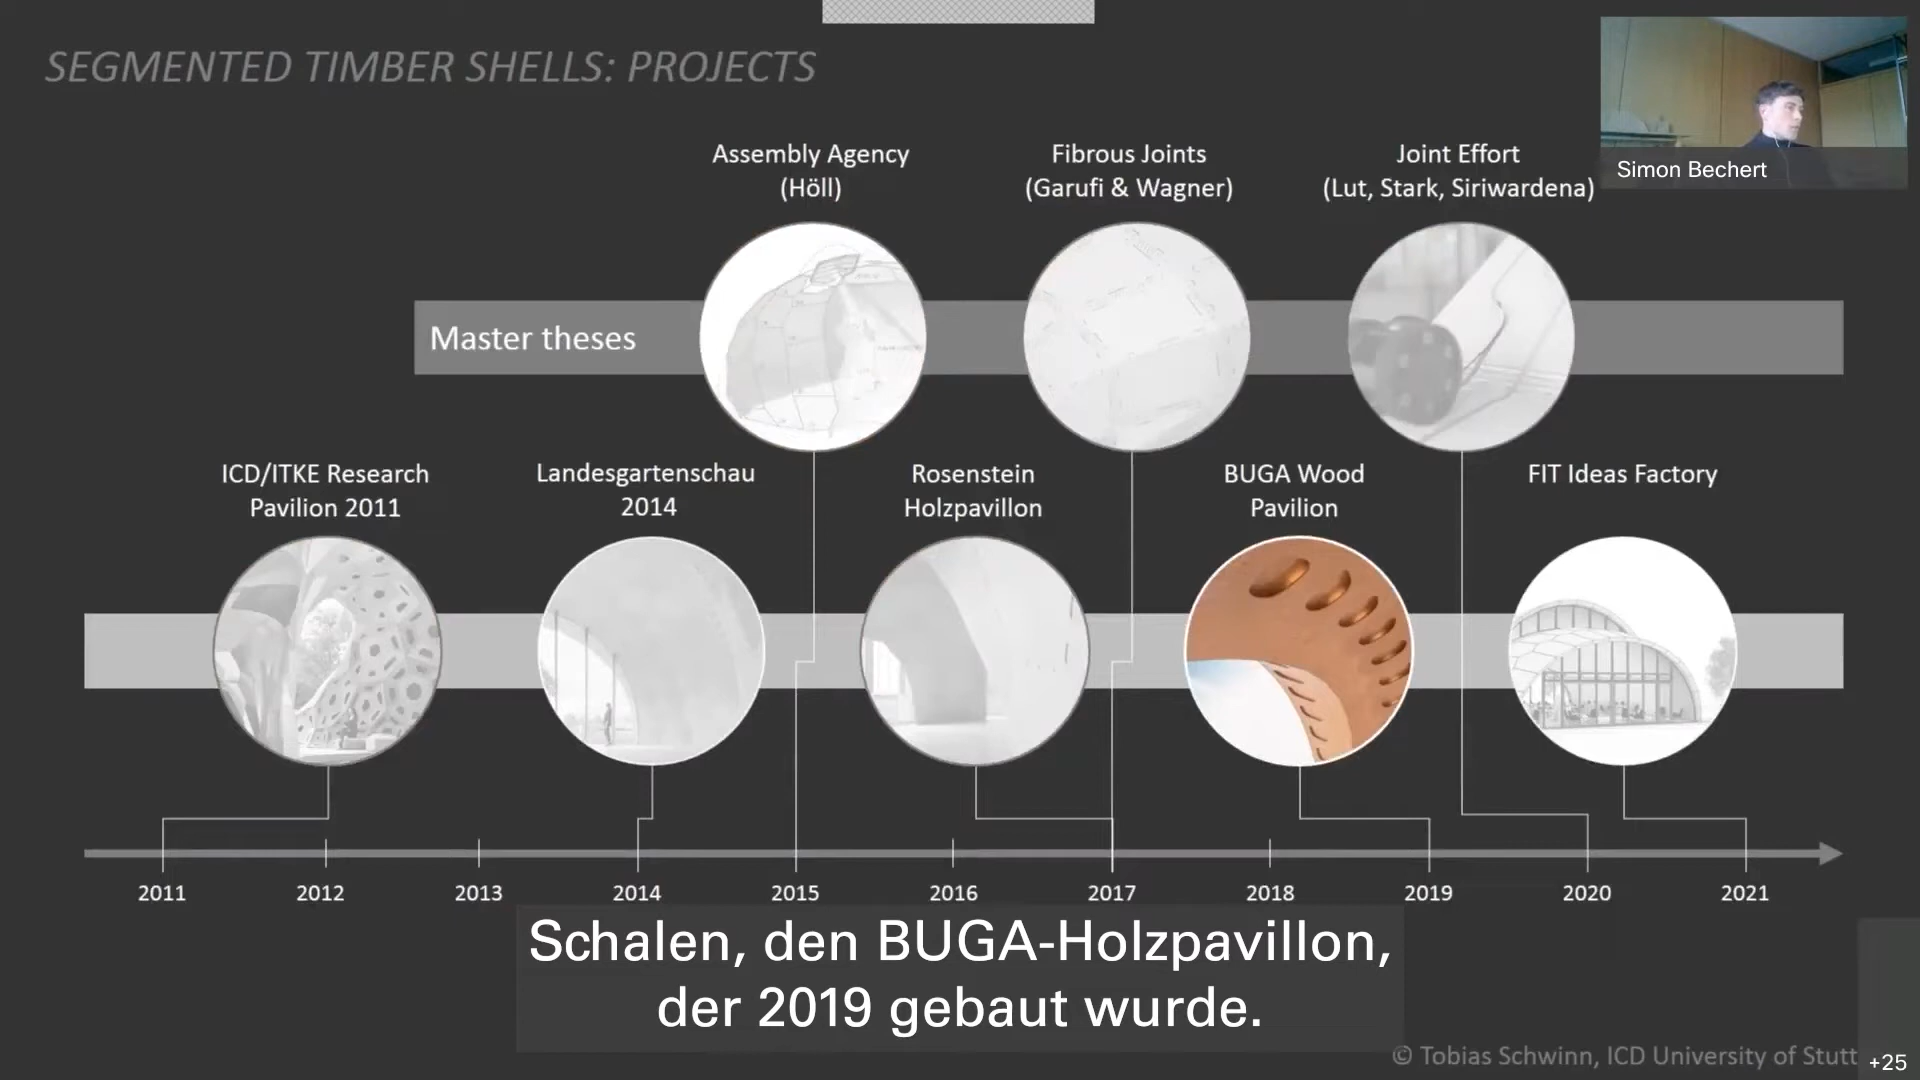 SEGMENTED TIMBER SHELLS: PROJECTS
Simon Bechert
Assembly Agency
(Höll)
Fibrous Joints
(Garufi & Wagner)
Joint Effort
(Lut, Stark, Siriwardena)
Master theses
ICD/ITKE Research
Pavilion 2011
Landesgartenschau
2014
Rosenstein
Holzpavillon
BUGA Wood
Pavilion
FIT Ideas Factory
2011 2012 2013 2014 2015 2016 2017 2018 2019 2020 2021
Schalen, den BUGA-Holzpavillon,
der 2019 gebaut wurde.
© Tobias Schwinn, ICD University of Stutt
+25